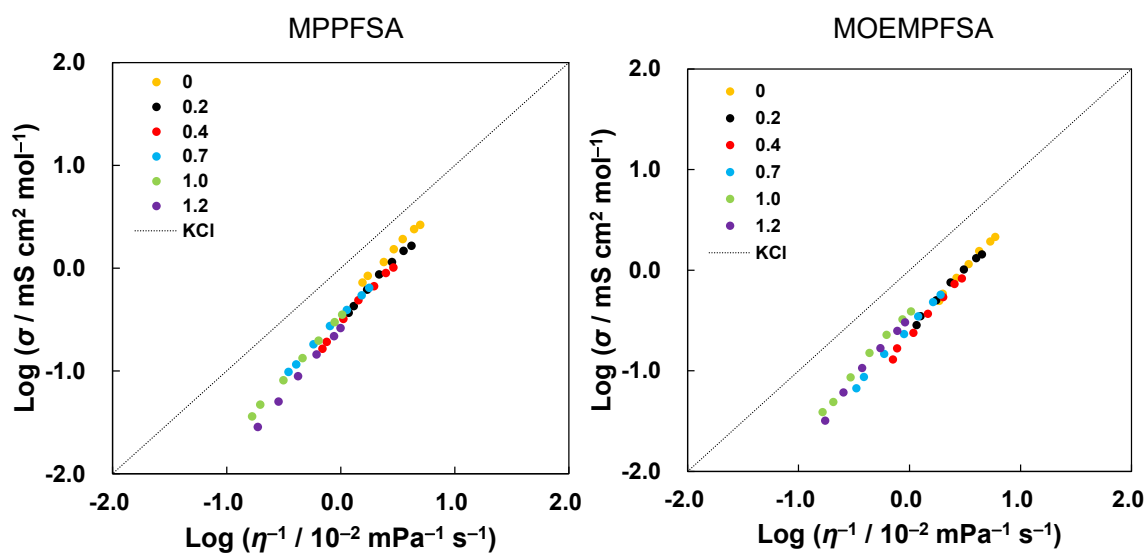 MPPFSA
Log (σ / mS cm² mol⁻¹)
2.0
1.0
0.0
-1.0
-2.0
0
0.2
0.4
0.7
1.0
1.2
KCl
-2.0 -1.0 0.0 1.0 2.0
Log (η⁻¹ / 10⁻² mPa⁻¹ s⁻¹)
MOEMPFSA
Log (σ / mS cm² mol⁻¹)
2.0
1.0
0.0
-1.0
-2.0
0
0.2
0.4
0.7
1.0
1.2
KCl
-2.0 -1.0 0.0 1.0 2.0
Log (η⁻¹ / 10⁻² mPa⁻¹ s⁻¹)